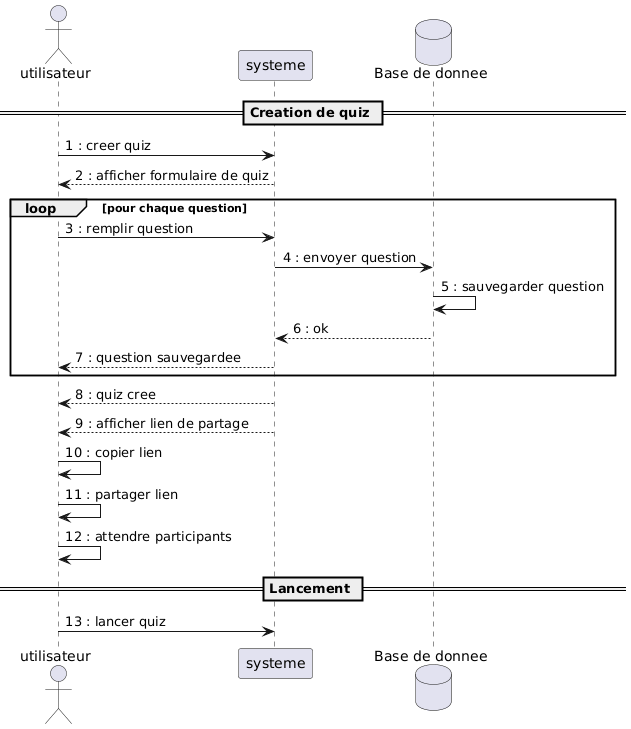 utilisateur
systeme
Base de donnee
Creation de quiz
1 : creer quiz
2 : afficher formulaire de quiz
loop [pour chaque question]
3 : remplir question
4 : envoyer question
5 : sauvegarder question
6 : ok
7 : question sauvegardee
8 : quiz cree
9 : afficher lien de partage
10 : copier lien
11 : partager lien
12 : attendre participants
Lancement
13 : lancer quiz
utilisateur
systeme
Base de donnee